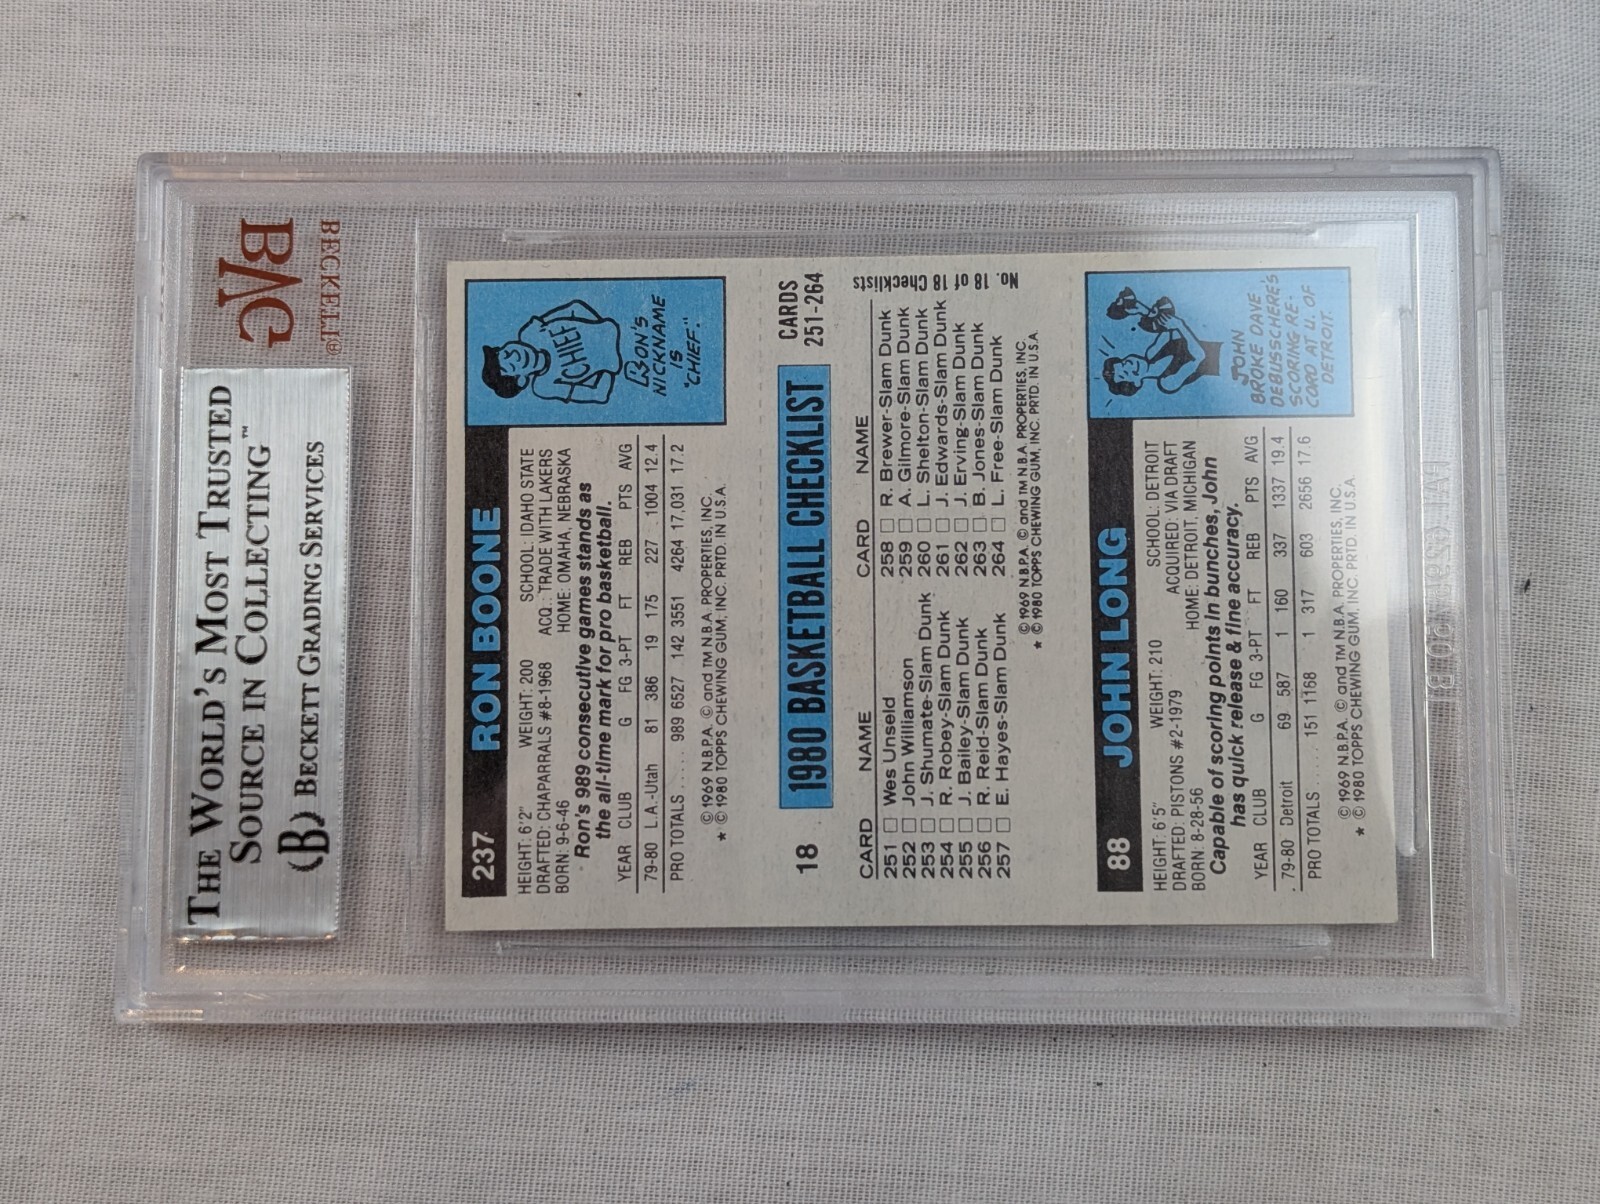 THE WORLD'S MOST TRUSTED
SOURCE IN COLLECTING™
(B) BECKETT GRADING SERVICES
BVG
BECKETT®
237 RON BOONE
HEIGHT: 6'2" WEIGHT: 200 SCHOOL: IDAHO STATE
DRAFTED: CHAPARRALS #8-1968 ACQ.: TRADE WITH LAKERS
BORN: 9-6-46 HOME: OMAHA, NEBRASKA
Ron's 989 consecutive games stands as
the all-time mark for pro basketball.
YEAR CLUB G FG 3-PT FT REB PTS AVG
79-80 L.A.-Utah 81 386 19 175 227 1004 12.4
PRO TOTALS ..... 989 6527 142 3551 4264 17,031 17.2
© 1969 N.B.P.A. © and TM N.B.A. PROPERTIES, INC.
★ © 1980 TOPPS CHEWING GUM, INC. PRTD. IN U.S.A.
CHIEF
RON'S
NICKNAME
IS
"CHIEF."
18 1980 BASKETBALL CHECKLIST CARDS
251-264
CARD NAME CARD NAME
251 □ Wes Unseld 258 □ R. Brewer-Slam Dunk
252 □ John Williamson 259 □ A. Gilmore-Slam Dunk
253 □ J. Shumate-Slam Dunk 260 □ L. Shelton-Slam Dunk
254 □ R. Robey-Slam Dunk 261 □ J. Edwards-Slam Dunk
255 □ J. Bailey-Slam Dunk 262 □ J. Erving-Slam Dunk
256 □ R. Reid-Slam Dunk 263 □ B. Jones-Slam Dunk
257 □ E. Hayes-Slam Dunk 264 □ L. Free-Slam Dunk
No. 18 of 18 Checklists
© 1969 N.B.P.A. © and TM N.B.A. PROPERTIES, INC.
★ © 1980 TOPPS CHEWING GUM, INC. PRTD. IN U.S.A.
88 JOHN LONG
HEIGHT: 6'5" WEIGHT: 210 SCHOOL: DETROIT
DRAFTED: PISTONS #2-1979 ACQUIRED: VIA DRAFT
BORN: 8-28-56 HOME: DETROIT, MICHIGAN
Capable of scoring points in bunches, John
has quick release & fine accuracy.
YEAR CLUB G FG 3-PT FT REB PTS AVG
79-80 Detroit 69 587 1 160 337 1337 19.4
PRO TOTALS ..... 151 1168 1 317 603 2656 17.6
© 1969 N.B.P.A. © and TM N.B.A. PROPERTIES, INC.
★ © 1980 TOPPS CHEWING GUM, INC. PRTD. IN U.S.A.
JOHN
BROKE DAVE
DEBUSSCHERE'S
SCORING RE-
CORD AT U. OF
DETROIT.